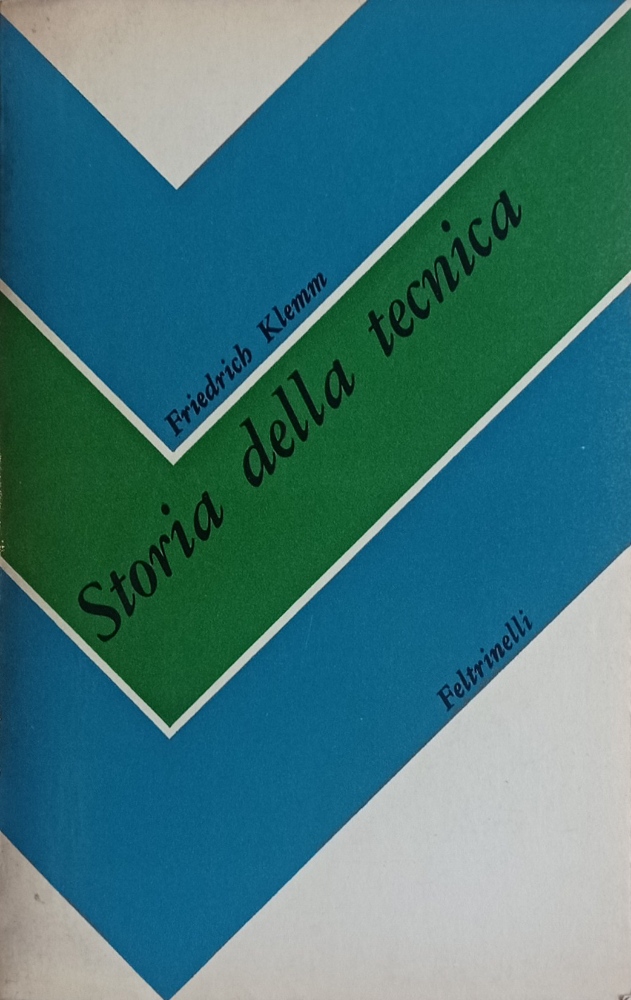 Friedrich Klemm
Storia della tecnica
Feltrinelli